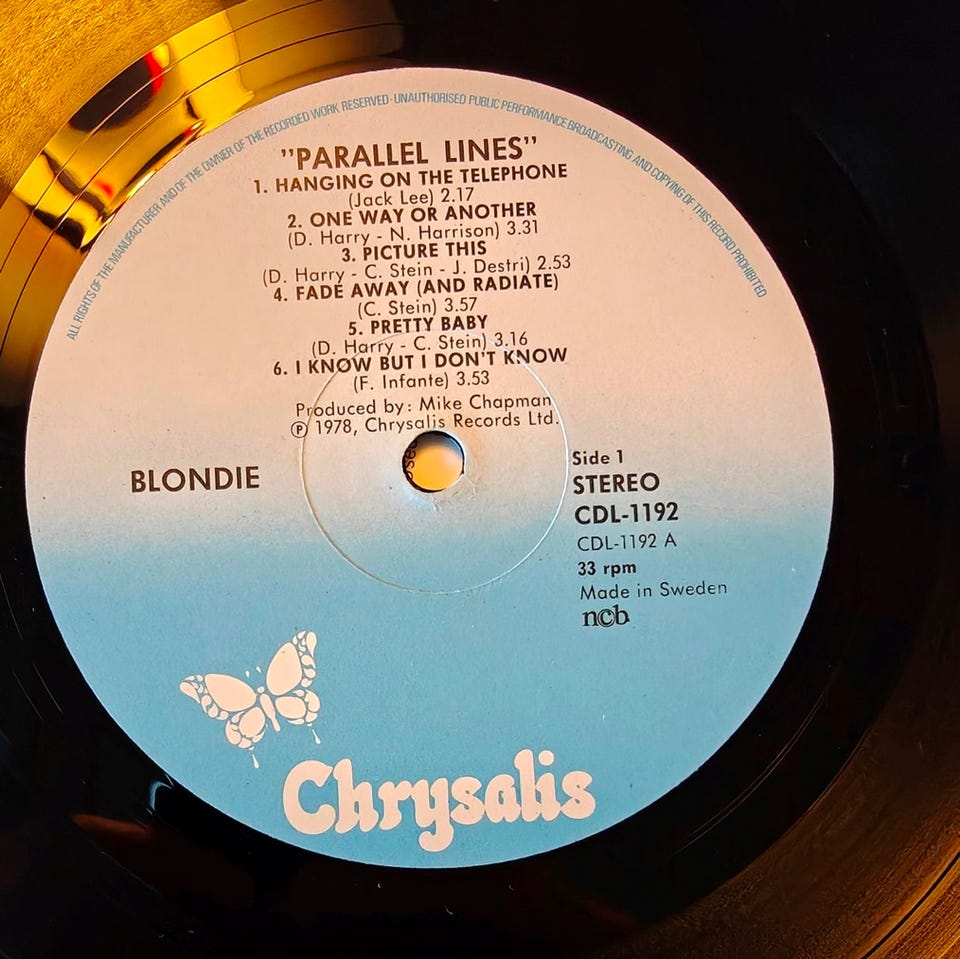 ALL RIGHTS OF THE MANUFACTURER AND OF THE OWNER OF THE RECORDED WORK RESERVED · UNAUTHORISED PUBLIC PERFORMANCE BROADCASTING AND COPYING OF THIS RECORD PROHIBITED
"PARALLEL LINES"
1. HANGING ON THE TELEPHONE
(Jack Lee) 2.17
2. ONE WAY OR ANOTHER
(D. Harry - N. Harrison) 3.31
3. PICTURE THIS
(D. Harry - C. Stein - J. Destri) 2.53
4. FADE AWAY (AND RADIATE)
(C. Stein) 3.57
5. PRETTY BABY
(D. Harry - C. Stein) 3.16
6. I KNOW BUT I DON'T KNOW
(F. Infante) 3.53
Produced by: Mike Chapman
Ⓟ 1978, Chrysalis Records Ltd.
BLONDIE
Side 1
STEREO
CDL-1192
CDL-1192 A
33 rpm
Made in Sweden
ncb
Chrysalis